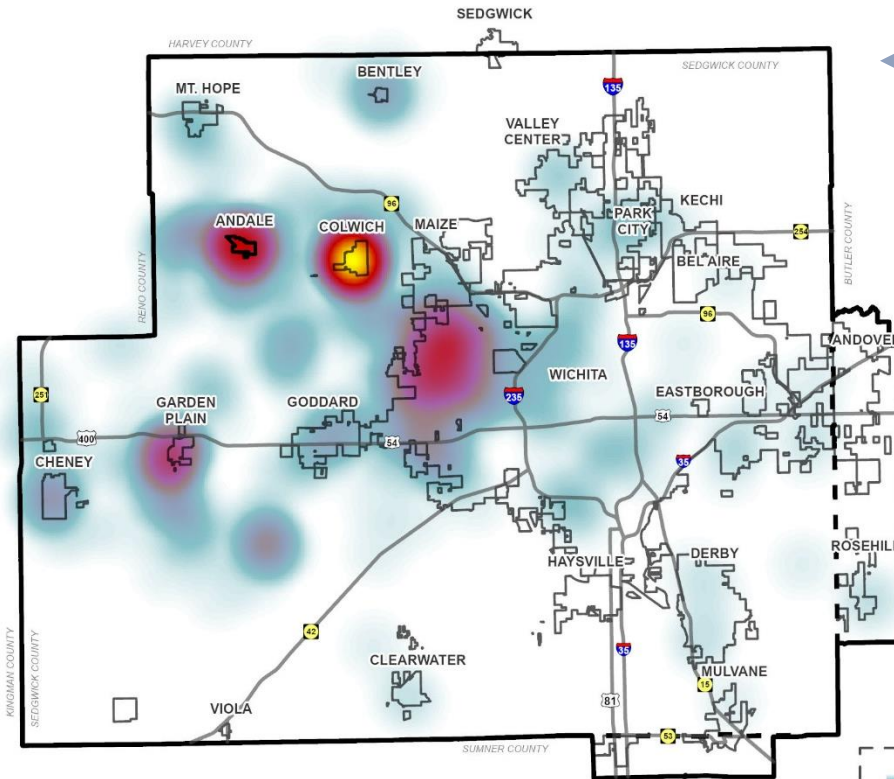 SEDGWICK
HARVEY COUNTY
SEDGWICK COUNTY
BENTLEY
MT. HOPE
135
VALLEY
CENTER
96
KECHI
PARK
CITY
ANDALE
COLWICH
MAIZE
254
BEL AIRE
BUTLER COUNTY
RENO COUNTY
96
135
ANDOVE
WICHITA
251
235
EASTBOROUGH
GARDEN
PLAIN
GODDARD
54
400
54
CHENEY
35
HAYSVILLE
DERBY
ROSEHILL
KINGMAN COUNTY
SEDGWICK COUNTY
42
35
CLEARWATER
MULVANE
15
81
VIOLA
53
SUMNER COUNTY